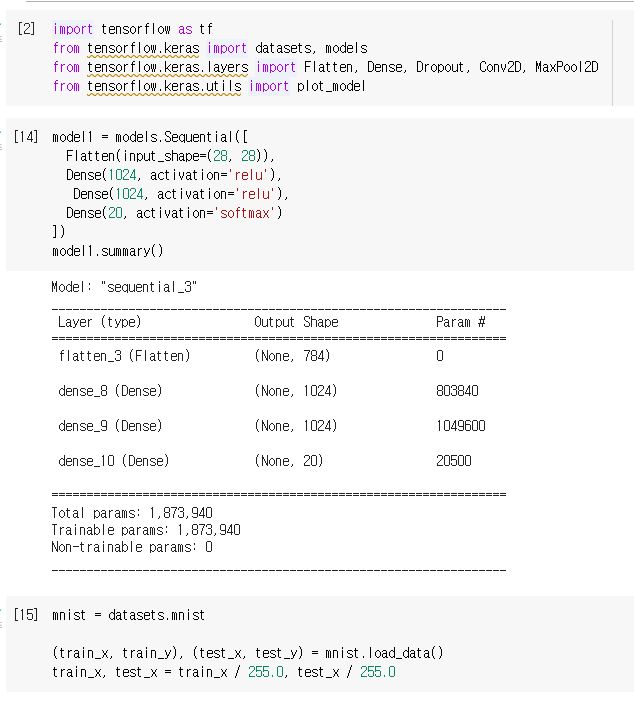 [2] import tensorflow as tf
from tensorflow.keras import datasets, models
from tensorflow.keras.layers import Flatten, Dense, Dropout, Conv2D, MaxPool2D
from tensorflow.keras.utils import plot_model
[14] model1 = models.Sequential([
Flatten(input_shape=(28, 28)),
Dense(1024, activation='relu'),
Dense(1024, activation='relu'),
Dense(20, activation='softmax')
])
model1.summary()
Model: "sequential_3"
_________________________________________________________________
Layer (type) Output Shape Param #
=================================================================
flatten_3 (Flatten) (None, 784) 0
dense_8 (Dense) (None, 1024) 803840
dense_9 (Dense) (None, 1024) 1049600
dense_10 (Dense) (None, 20) 20500
=================================================================
Total params: 1,873,940
Trainable params: 1,873,940
Non-trainable params: 0
_________________________________________________________________
[15] mnist = datasets.mnist
(train_x, train_y), (test_x, test_y) = mnist.load_data()
train_x, test_x = train_x / 255.0, test_x / 255.0